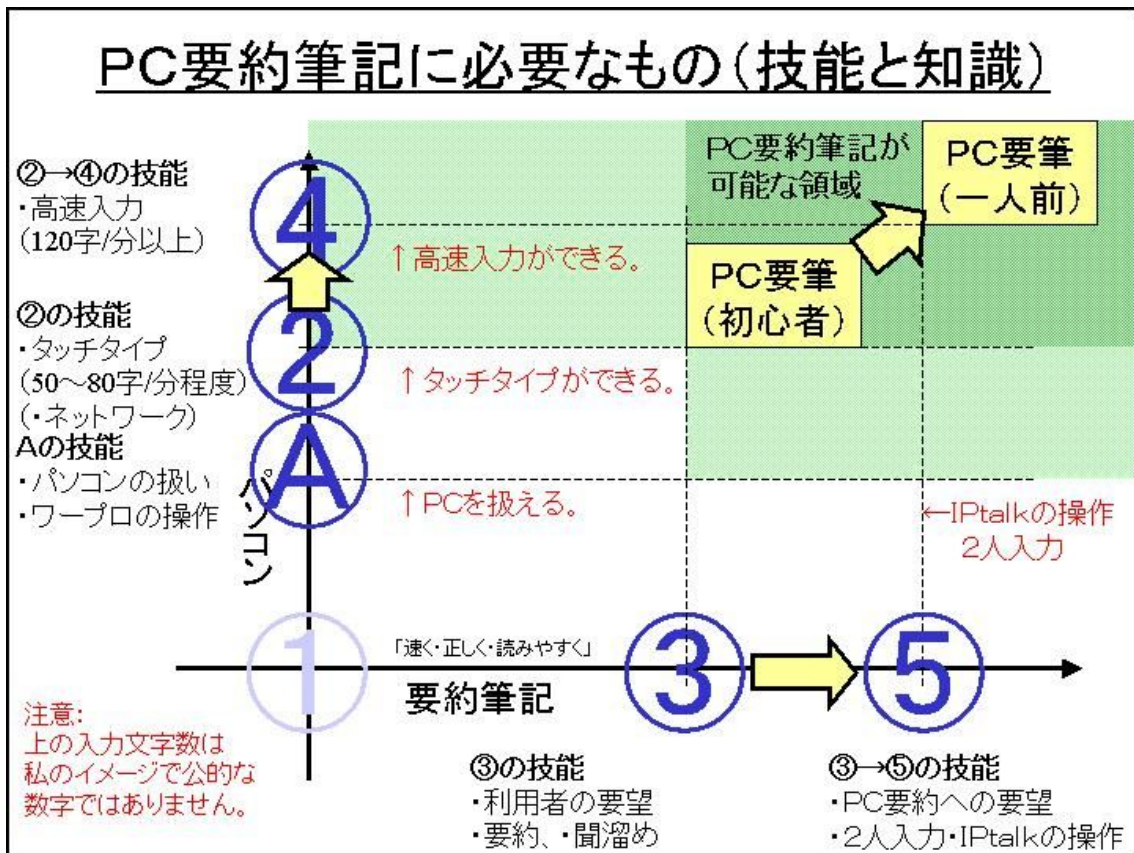 PC要約筆記に必要なもの(技能と知識)
②→④の技能
・高速入力
(120字/分以上)
②の技能
・タッチタイプ
(50～80字/分程度)
(・ネットワーク)
Aの技能
・パソコンの扱い
・ワープロの操作
パソコン
4
2
A
1
3
5
↑高速入力ができる。
↑タッチタイプができる。
↑PCを扱える。
PC要約筆記が
可能な領域
PC要筆
(初心者)
PC要筆
(一人前)
←IPtalkの操作
2人入力
「速く・正しく・読みやすく」
要約筆記
注意:
上の入力文字数は
私のイメージで公的な
数字ではありません。
③の技能
・利用者の要望
・要約、・聞溜め
③→⑤の技能
・PC要約への要望
・2人入力・IPtalkの操作